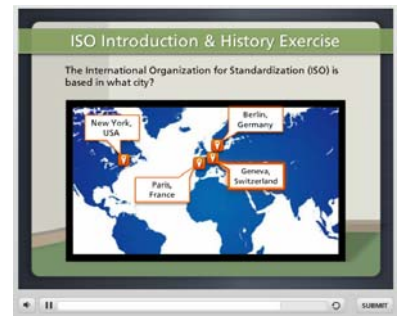 ISO Introduction & History Exercise
The International Organization for Standardization (ISO) is
based in what city?
New York,
USA
Berlin,
Germany
Paris,
France
Geneva,
Switzerland
SUBMIT